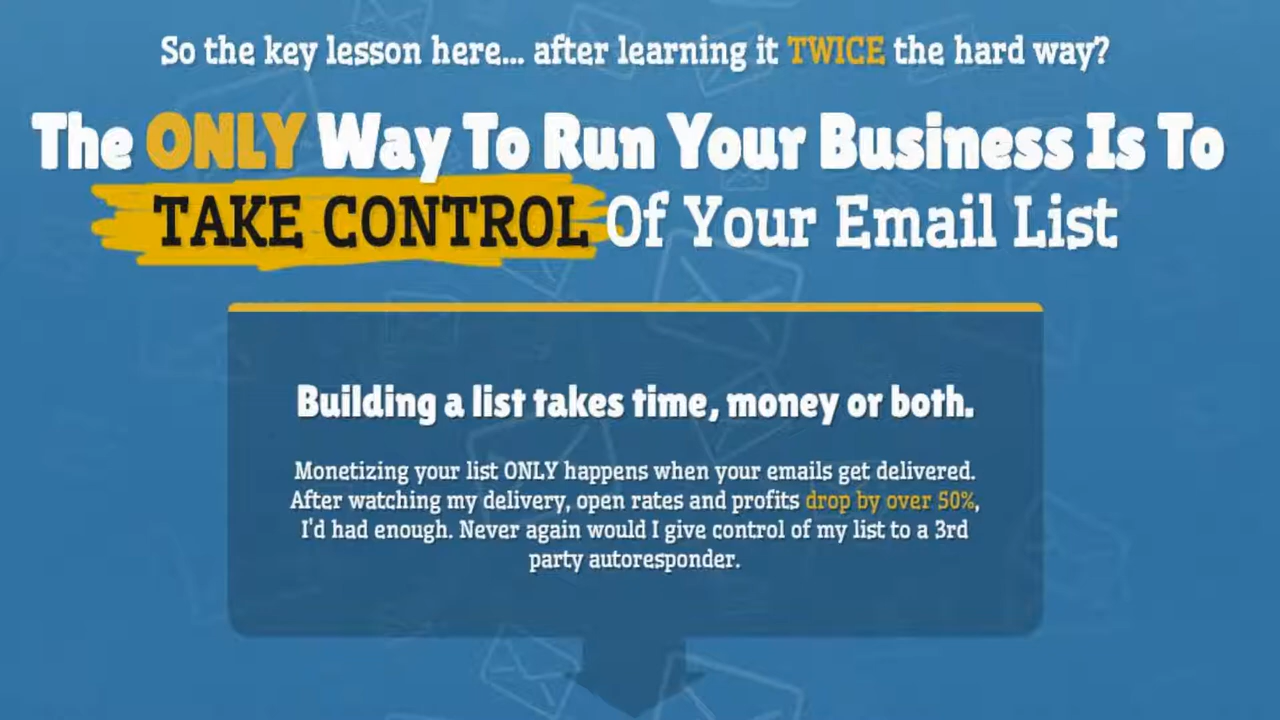 So the key lesson here... after learning it TWICE the hard way?
The ONLY Way To Run Your Business Is To
TAKE CONTROL Of Your Email List
Building a list takes time, money or both.
Monetizing your list ONLY happens when your emails get delivered.
After watching my delivery, open rates and profits drop by over 50%,
I'd had enough. Never again would I give control of my list to a 3rd
party autoresponder.